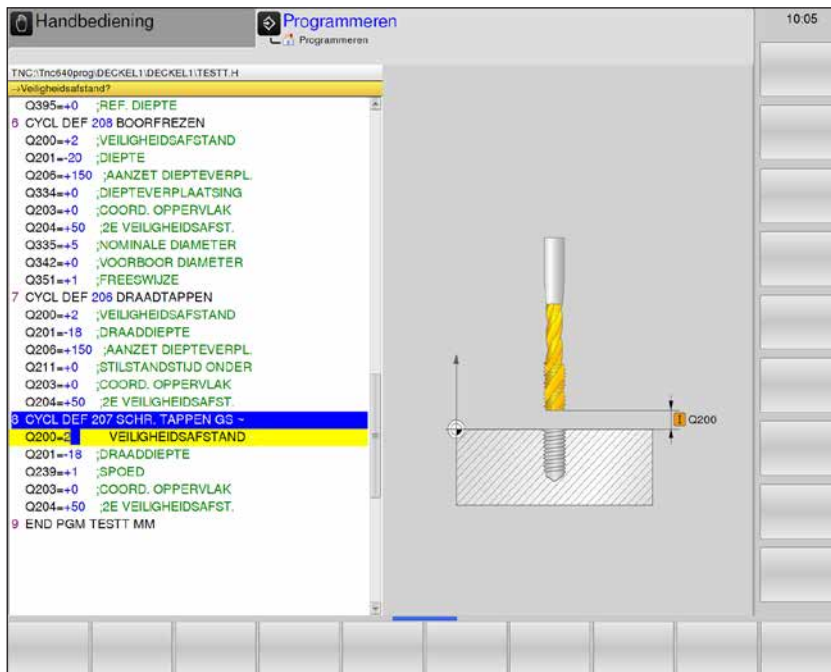 Handbediening
Programmeren
Programmeren
10:05
TNC:\Tnc640prog\DECKEL1\DECKEL1\TESTT.H
→Veiligheidsafstand?
Q395=+0 ;REF. DIEPTE
6 CYCL DEF 208 BOORFREZEN
Q200=+2 ;VEILIGHEIDSAFSTAND
Q201=-20 ;DIEPTE
Q206=+150 ;AANZET DIEPTEVERPL.
Q334=+0 ;DIEPTEVERPLAATSING
Q203=+0 ;COORD. OPPERVLAK
Q204=+50 ;2E VEILIGHEIDSAFST.
Q335=+5 ;NOMINALE DIAMETER
Q342=+0 ;VOORBOOR DIAMETER
Q351=+1 ;FREESWIJZE
7 CYCL DEF 206 DRAADTAPPEN
Q200=+2 ;VEILIGHEIDSAFSTAND
Q201=-18 ;DRAADDIEPTE
Q206=+150 ;AANZET DIEPTEVERPL.
Q211=+0 ;STILSTANDSTIJD ONDER
Q203=+0 ;COORD. OPPERVLAK
Q204=+50 ;2E VEILIGHEIDSAFST.
8 CYCL DEF 207 SCHR. TAPPEN GS ~
Q200=2 VEILIGHEIDSAFSTAND
Q201=-18 ;DRAADDIEPTE
Q239=+1 ;SPOED
Q203=+0 ;COORD. OPPERVLAK
Q204=+50 ;2E VEILIGHEIDSAFST.
9 END PGM TESTT MM
Q200